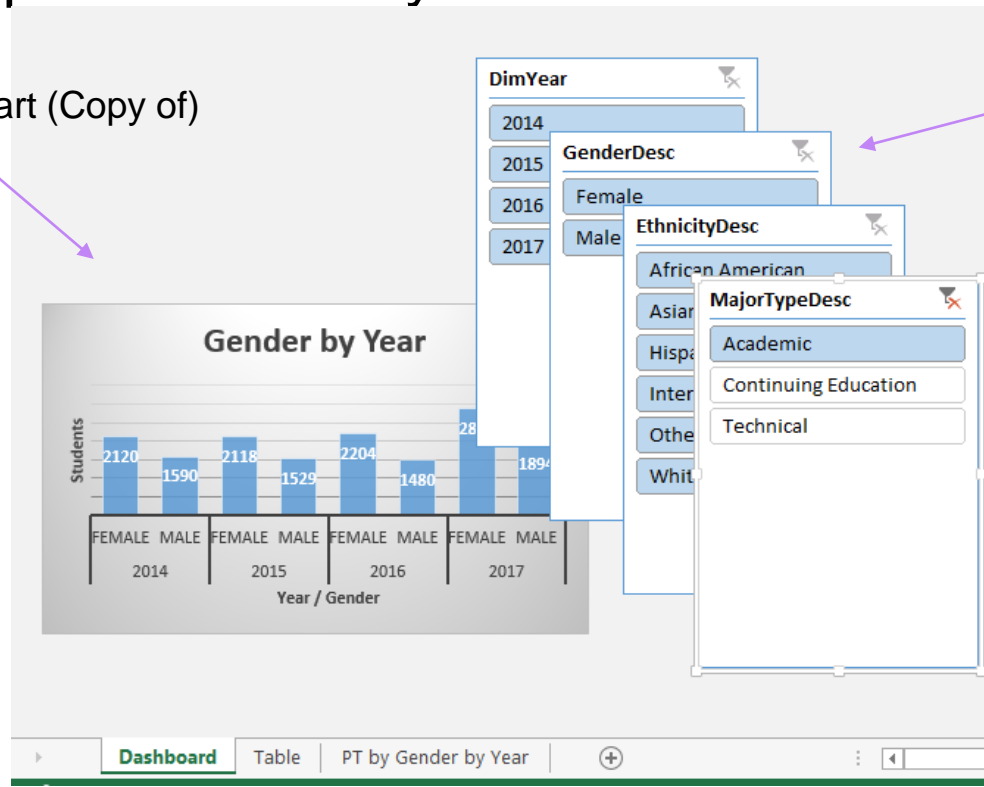 art (Copy of)
DimYear
2014
2015
2016
2017
GenderDesc
Female
Male
EthnicityDesc
African American
Asian
Hispa
Inter
Othe
Whit
MajorTypeDesc
Academic
Continuing Education
Technical
Gender by Year
Students
2120
1590
2118
1529
2204
1480
28
1894
FEMALE MALE FEMALE MALE FEMALE MALE FEMALE MALE
2014 2015 2016 2017
Year / Gender
Dashboard Table PT by Gender by Year